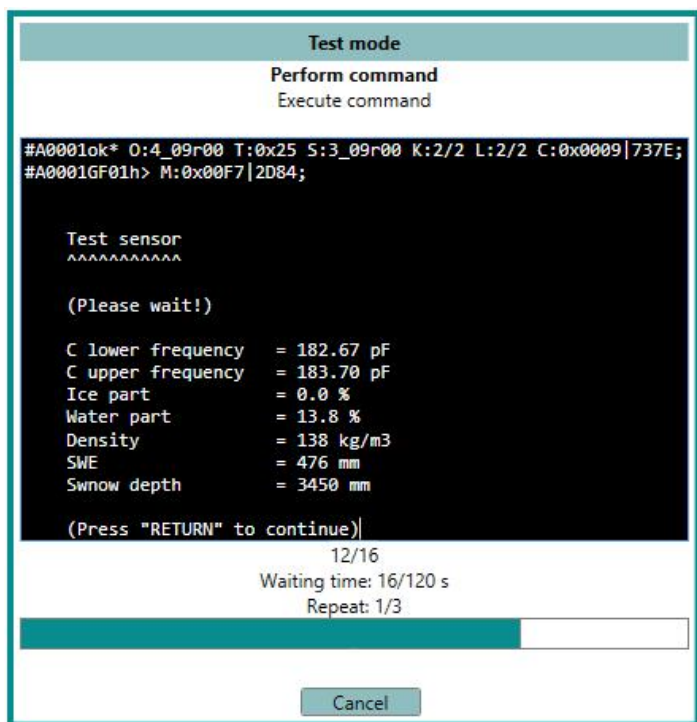 Test mode
Perform command
Execute command
#A0001ok* O:4_09r00 T:0x25 S:3_09r00 K:2/2 L:2/2 C:0x0009|737E;
#A0001GF01h> M:0x00F7|2D84;
Test sensor
^^^^^^^^^^^
(Please wait!)
C lower frequency = 182.67 pF
C upper frequency = 183.70 pF
Ice part = 0.0 %
Water part = 13.8 %
Density = 138 kg/m3
SWE = 476 mm
Swnow depth = 3450 mm
(Press "RETURN" to continue)
12/16
Waiting time: 16/120 s
Repeat: 1/3
Cancel